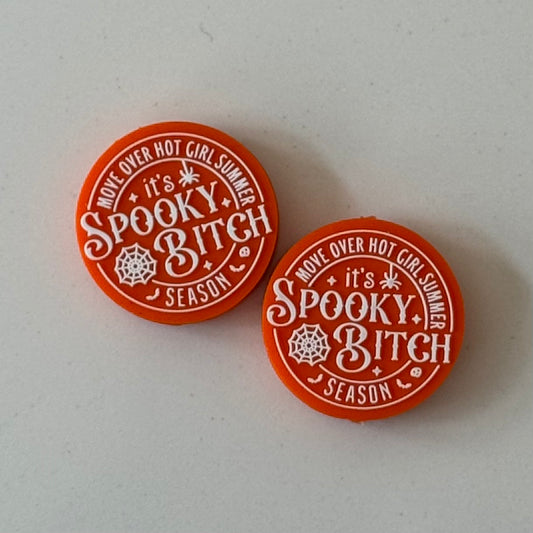 MOVE OVER HOT GIRL SUMMER
it's
SPOOKY
BITCH
SEASON
MOVE OVER HOT GIRL SUMMER
it's
SPOOKY
BITCH
SEASON